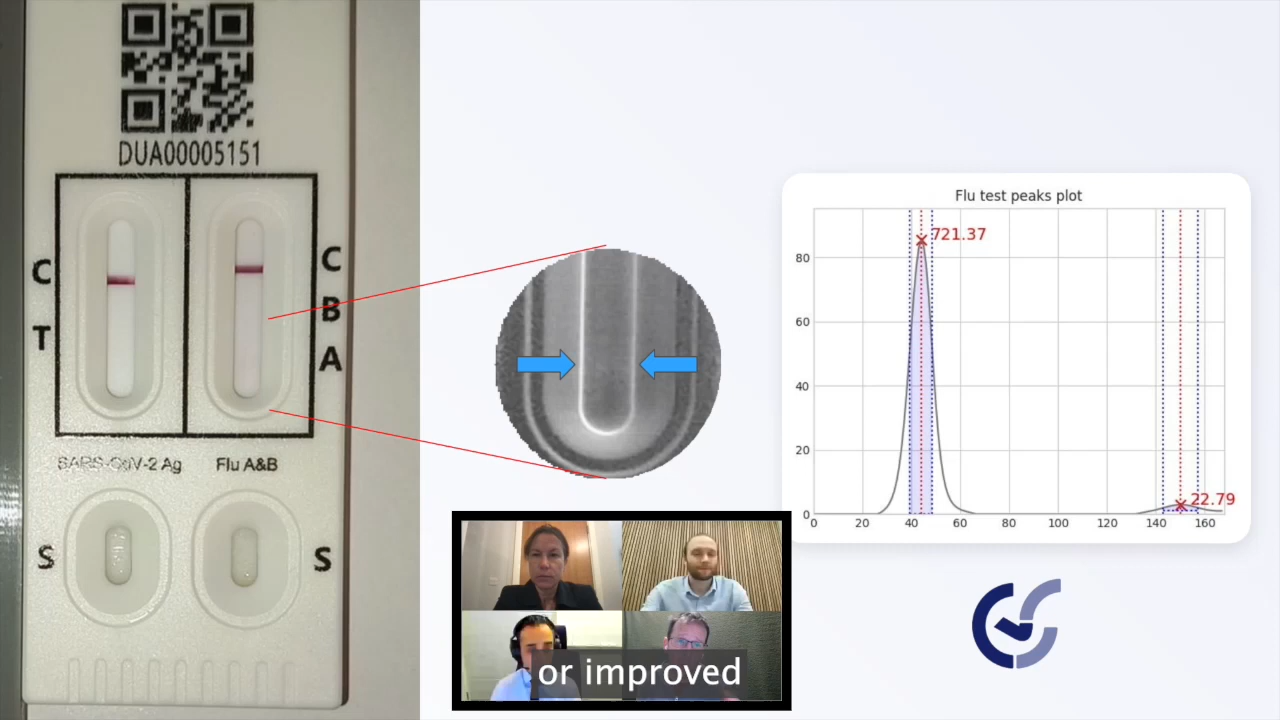 DUA00005151
C
T
C
B
A
SARS-CoV-2 Ag
Flu A&B
S
S
Flu test peaks plot
721.37
22.79
80
60
40
20
0
0 20 40 60 80 100 120 140 160
or improved